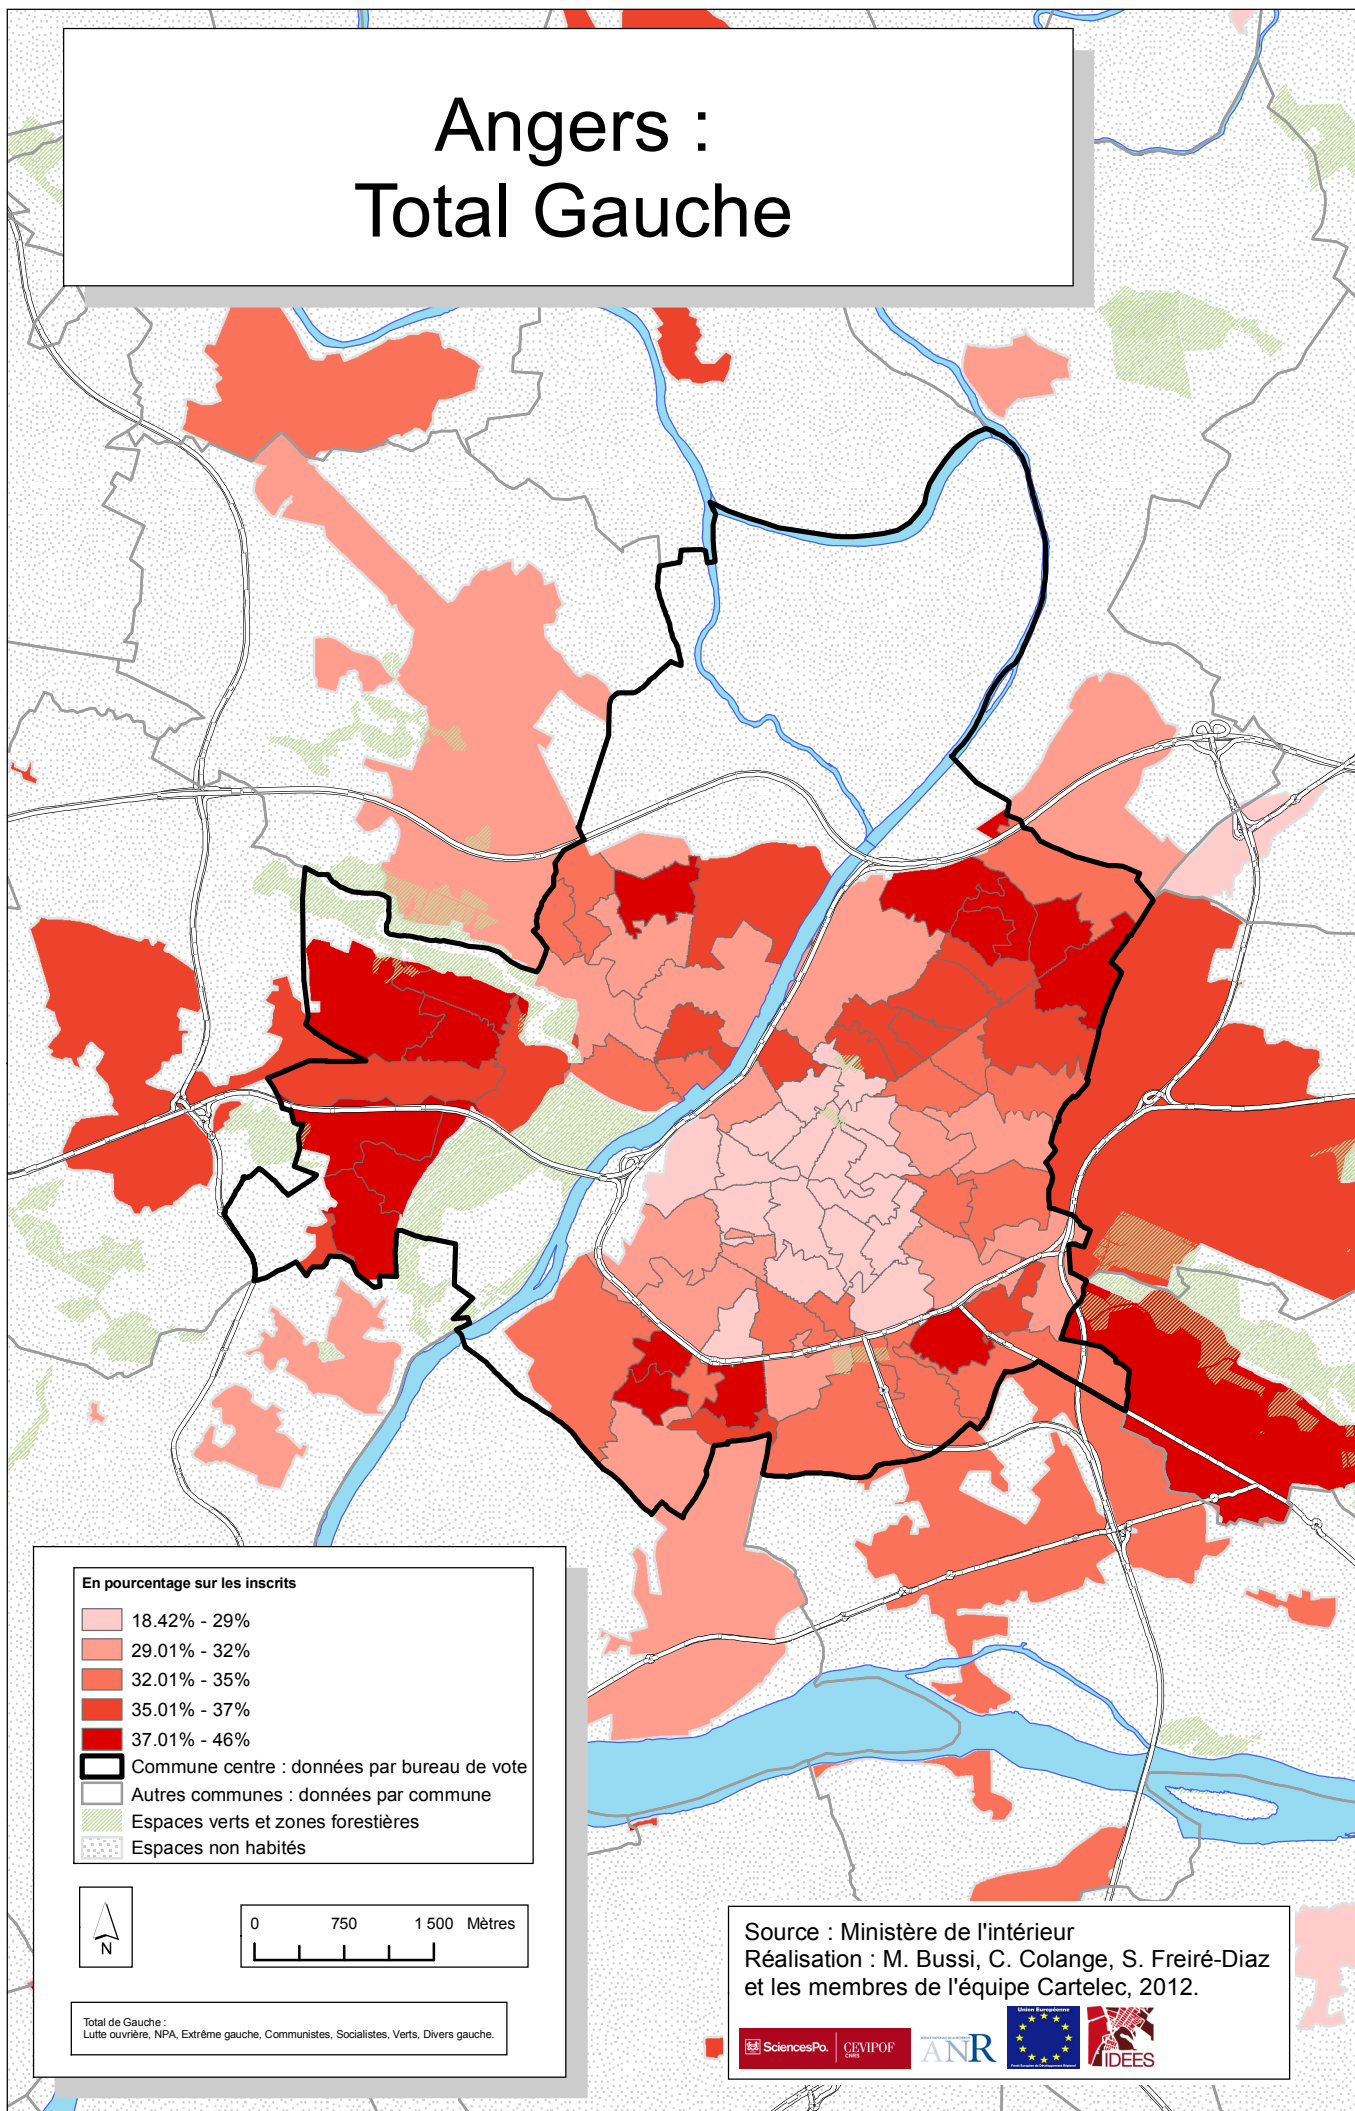 Angers :
Total Gauche
En pourcentage sur les inscrits
18.42% - 29%
29.01% - 32%
32.01% - 35%
35.01% - 37%
37.01% - 46%
Commune centre : données par bureau de vote
Autres communes : données par commune
Espaces verts et zones forestières
Espaces non habités
N
0 750 1 500 Mètres
Total de Gauche :
Lutte ouvrière, NPA, Extrême gauche, Communistes, Socialistes, Verts, Divers gauche.
Source : Ministère de l'intérieur
Réalisation : M. Bussi, C. Colange, S. Freiré-Diaz
et les membres de l'équipe Cartelec, 2012.
SciencesPo.
CEVIPOF
CNRS
ANR
Union Européenne
IDEES